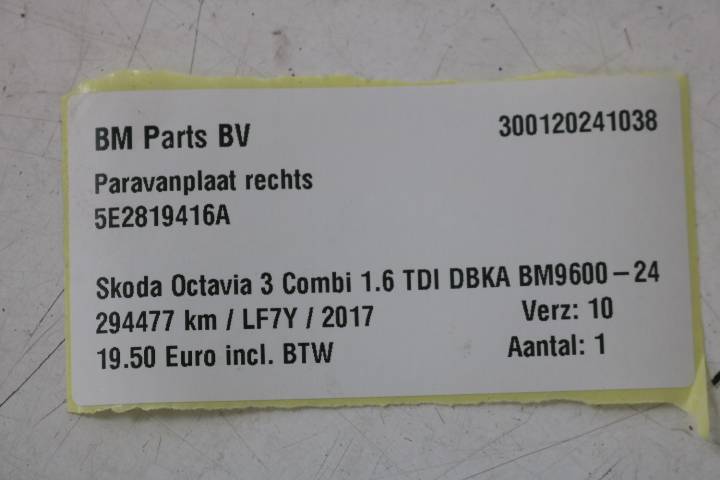 BM Parts BV 300120241038
Paravanplaat rechts
5E2819416A
Skoda Octavia 3 Combi 1.6 TDI DBKA BM9600-24
294477 km / LF7Y / 2017 Verz: 10
19.50 Euro incl. BTW Aantal: 1